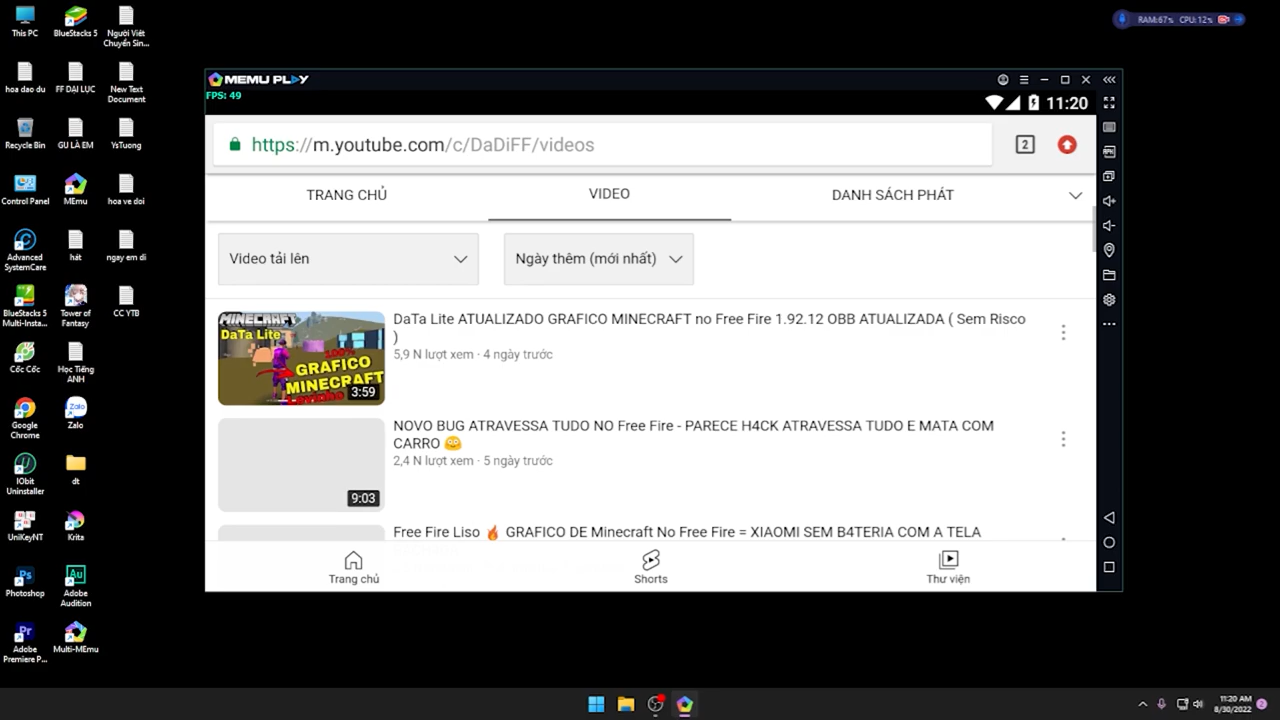 This PC
BlueStacks 5
Người Viết
Chuyển Sin...
hoa dao du
FF ĐẠI LỤC
New Text
Document
Recycle Bin
GU LÀ EM
YsTuong
Control Panel
MEmu
hoa ve doi
Advanced
SystemCare
hát
ngay em di
BlueStacks 5
Multi-Insta...
Tower of
Fantasy
CC YTB
Cốc Cốc
Học Tiếng
ANH
Google
Chrome
Zalo
Zalo
IObit
Uninstaller
dt
UniKeyNT
Krita
Ps
Photoshop
Au
Adobe
Audition
Pr
Adobe
Premiere P...
Multi-MEmu
RAM:67% CPU:12%
MEMU PLAY
FPS: 49
11:20
https://m.youtube.com/c/DaDiFF/videos
2
APK
TRANG CHỦ
VIDEO
DANH SÁCH PHÁT
Video tải lên
Ngày thêm (mới nhất)
MINECRAFT
DaTa Lite
100%
GRAFICO
MINECRAFT
3:59
DaTa Lite ATUALIZADO GRAFICO MINECRAFT no Free Fire 1.92.12 OBB ATUALIZADA ( Sem Risco
)
5,9 N lượt xem · 4 ngày trước
9:03
NOVO BUG ATRAVESSA TUDO NO Free Fire - PARECE H4CK ATRAVESSA TUDO E MATA COM
CARRO 😳
2,4 N lượt xem · 5 ngày trước
Free Fire Liso 🔥 GRAFICO DE Minecraft No Free Fire = XIAOMI SEM B4TERIA COM A TELA
Trang chủ
Shorts
Thư viện
11:20 AM
8/30/2022
2